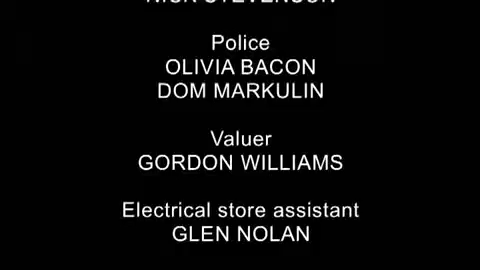 Police
OLIVIA BACON
DOM MARKULIN
Valuer
GORDON WILLIAMS
Electrical store assistant
GLEN NOLAN